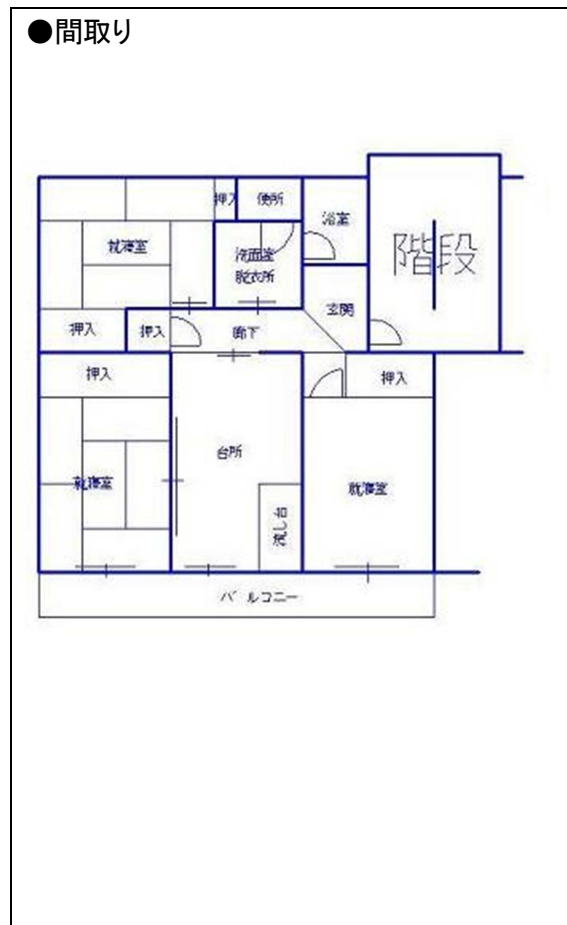 ●間取り
押入
便所
浴室
階段
就寝室
洗面室
脱衣所
玄関
押入
押入
廊下
押入
押入
台所
就寝室
就寝室
流し台
バルコニー